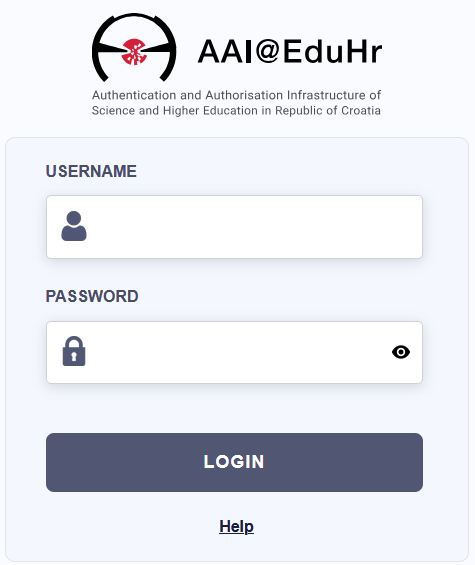 AAI@EduHr
Authentication and Authorisation Infrastructure of
Science and Higher Education in Republic of Croatia
USERNAME
PASSWORD
LOGIN
Help